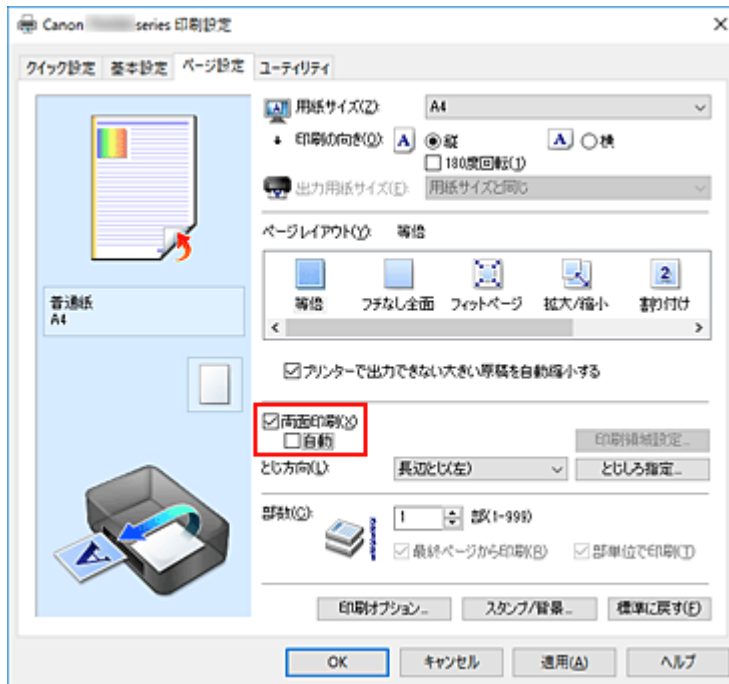 Canon series 印刷設定
クイック設定 基本設定 ページ設定 ユーティリティ
用紙サイズ(Z): A4
印刷の向き(O): A 縦 A 横
180度回転(1)
出力用紙サイズ(E): 用紙サイズと同じ
ページレイアウト(Y): 等倍
等倍 フチなし全面 フィットページ 拡大/縮小 割り付け
プリンターで出力できない大きい原稿を自動縮小する
普通紙
A4
両面印刷(X)
自動
印刷領域設定...
とじ方向(L): 長辺とじ(左) とじしろ指定...
部数(C): 1 部(1-999)
最終ページから印刷(R) 部単位で印刷(T)
印刷オプション... スタンプ/背景... 標準に戻す(F)
OK キャンセル 適用(A) ヘルプ